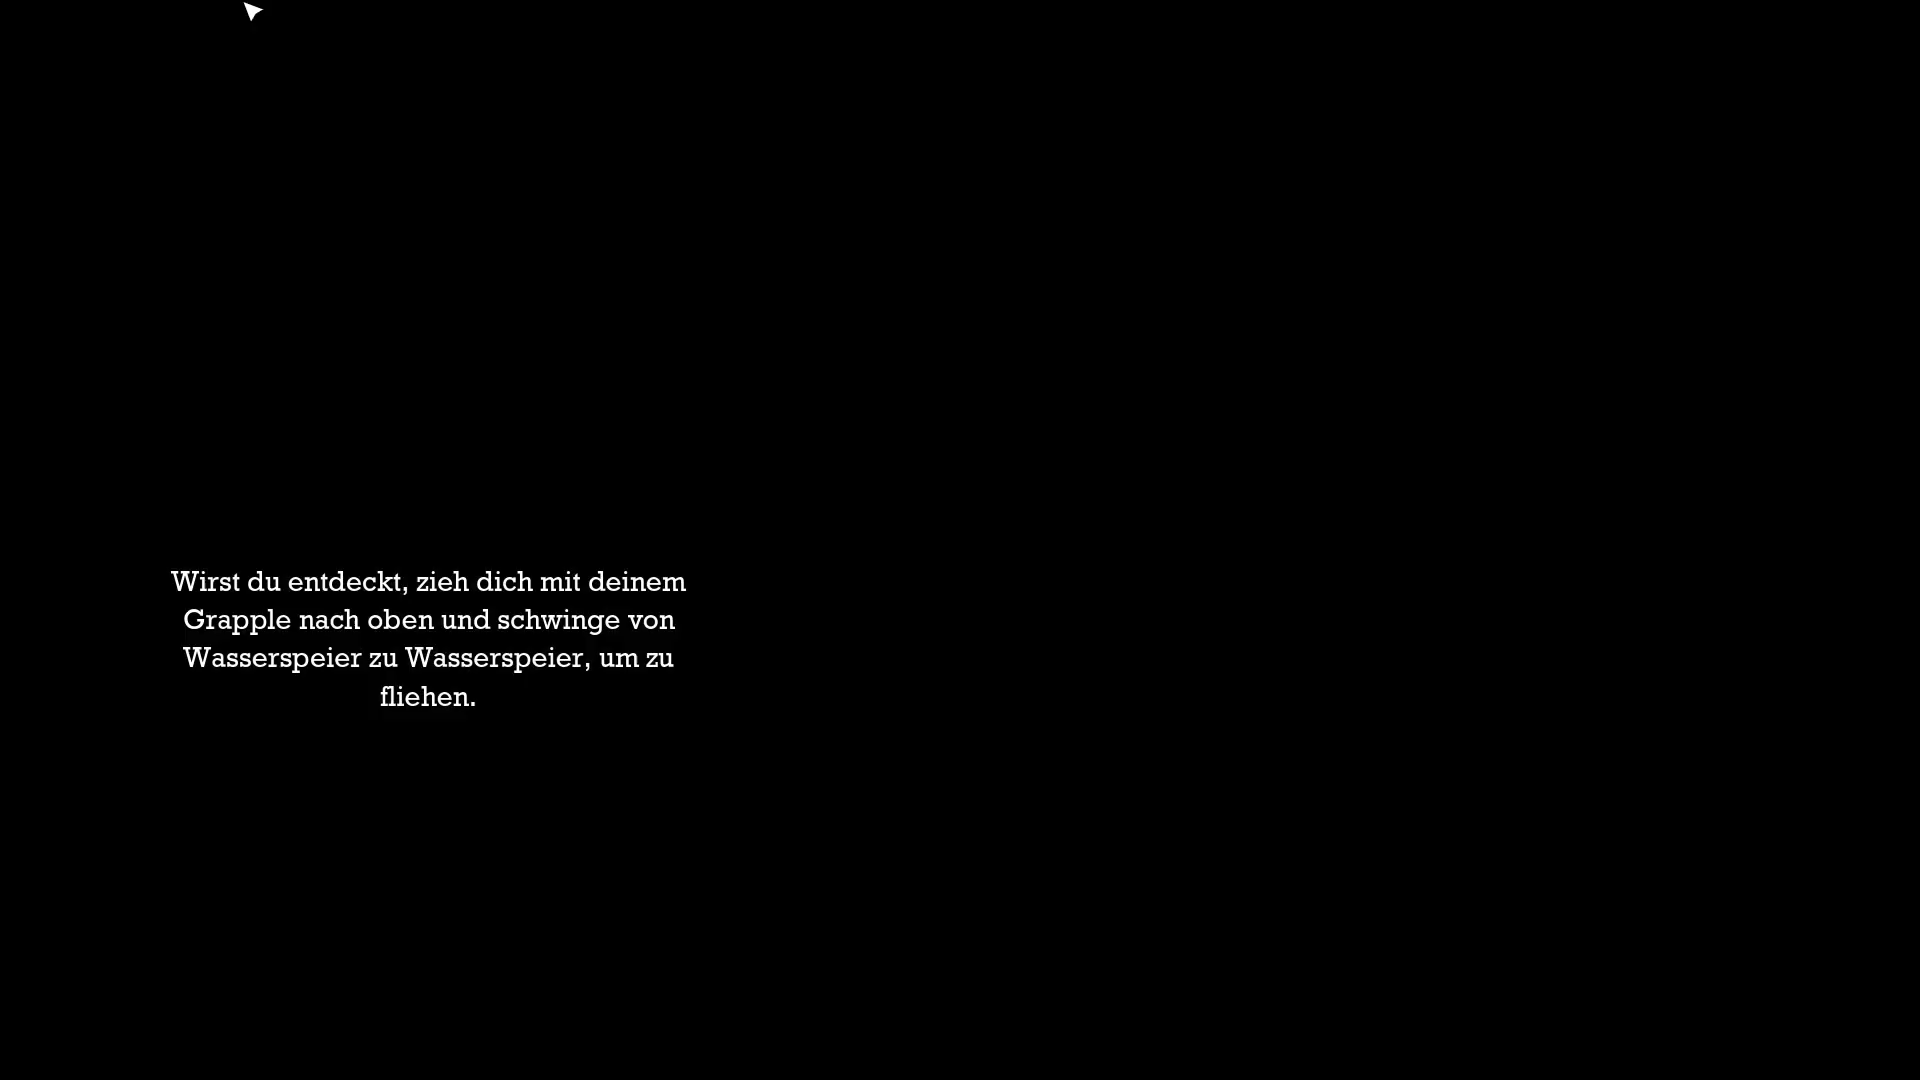 Wirst du entdeckt, zieh dich mit deinem
Grapple nach oben und schwinge von
Wasserspeier zu Wasserspeier, um zu
fliehen.